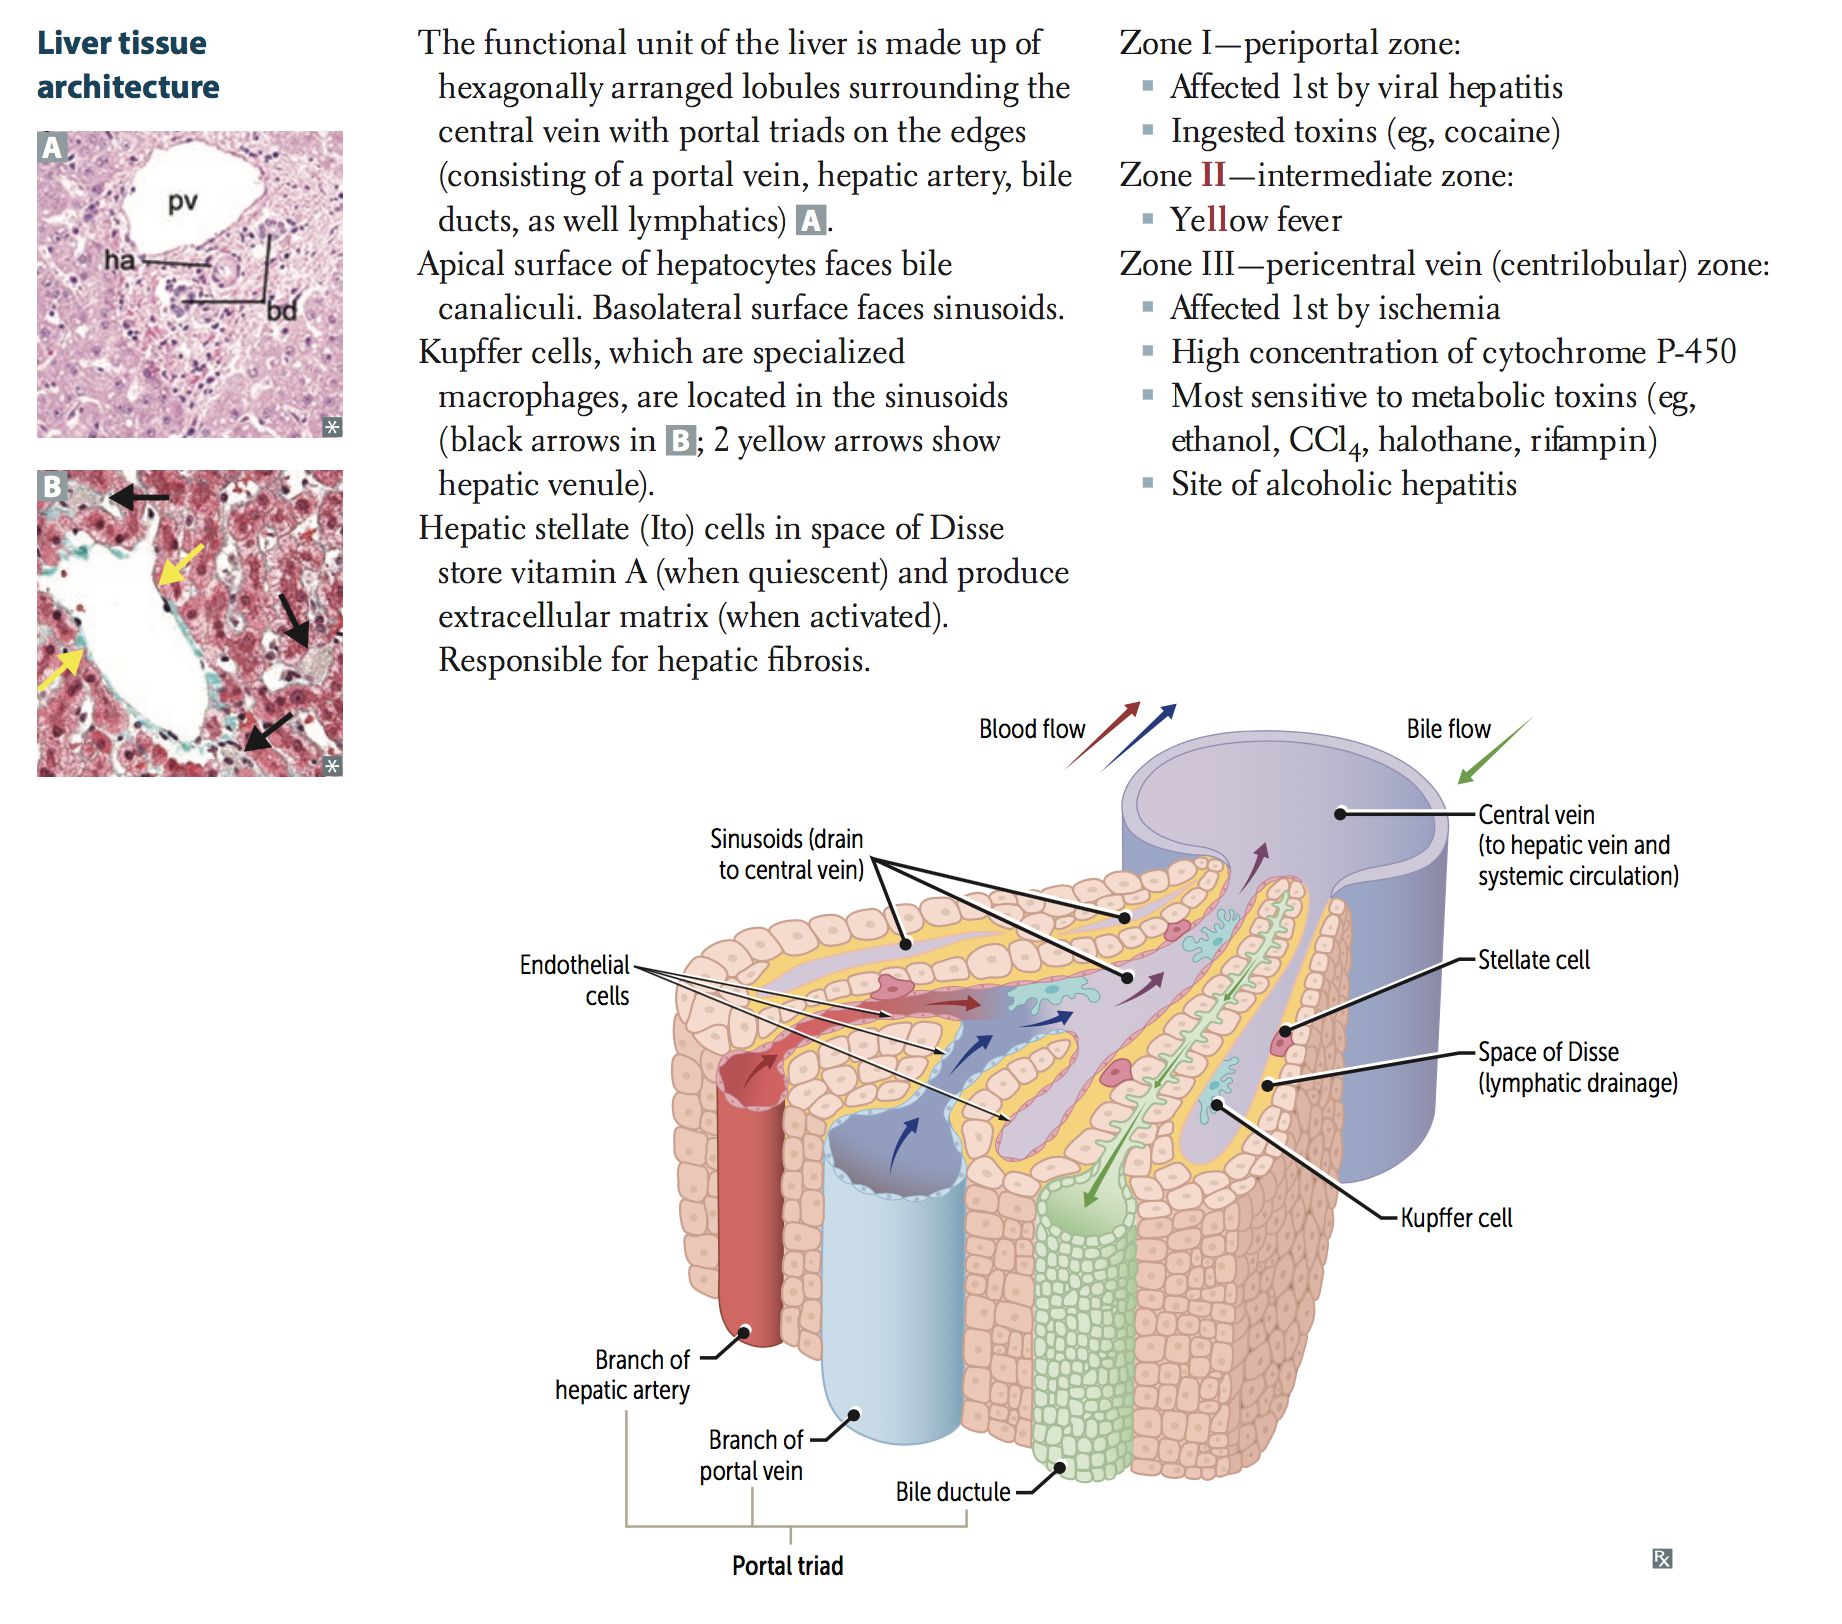 Liver tissue
architecture
A
pv
ha
bd
*
B
*
The functional unit of the liver is made up of
hexagonally arranged lobules surrounding the
central vein with portal triads on the edges
(consisting of a portal vein, hepatic artery, bile
ducts, as well lymphatics) A.
Apical surface of hepatocytes faces bile
canaliculi. Basolateral surface faces sinusoids.
Kupffer cells, which are specialized
macrophages, are located in the sinusoids
(black arrows in B; 2 yellow arrows show
hepatic venule).
Hepatic stellate (Ito) cells in space of Disse
store vitamin A (when quiescent) and produce
extracellular matrix (when activated).
Responsible for hepatic fibrosis.
Zone I—periportal zone:
▪ Affected 1st by viral hepatitis
▪ Ingested toxins (eg, cocaine)
Zone II—intermediate zone:
▪ Yellow fever
Zone III—pericentral vein (centrilobular) zone:
▪ Affected 1st by ischemia
▪ High concentration of cytochrome P-450
▪ Most sensitive to metabolic toxins (eg,
ethanol, CCl4, halothane, rifampin)
▪ Site of alcoholic hepatitis
Blood flow
Bile flow
Central vein
(to hepatic vein and
systemic circulation)
Sinusoids (drain
to central vein)
Endothelial
cells
Stellate cell
Space of Disse
(lymphatic drainage)
Kupffer cell
Branch of
hepatic artery
Branch of
portal vein
Bile ductule
Portal triad
Rx